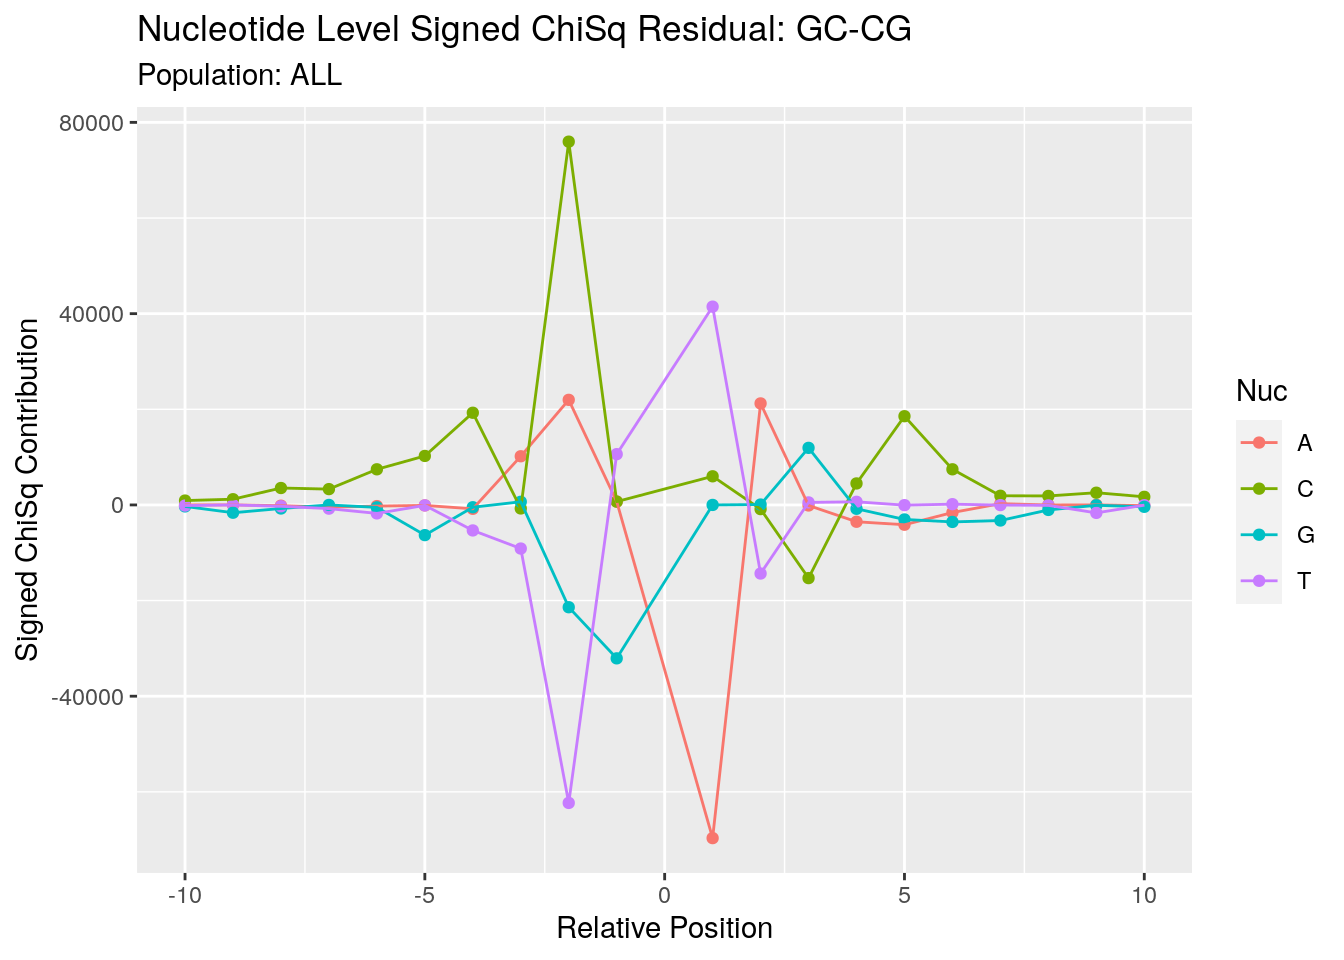 Nucleotide Level Signed ChiSq Residual: GC-CG
Population: ALL
80000
40000
0
-40000
Signed ChiSq Contribution
-10
-5
0
5
10
Relative Position
Nuc
A
C
G
T